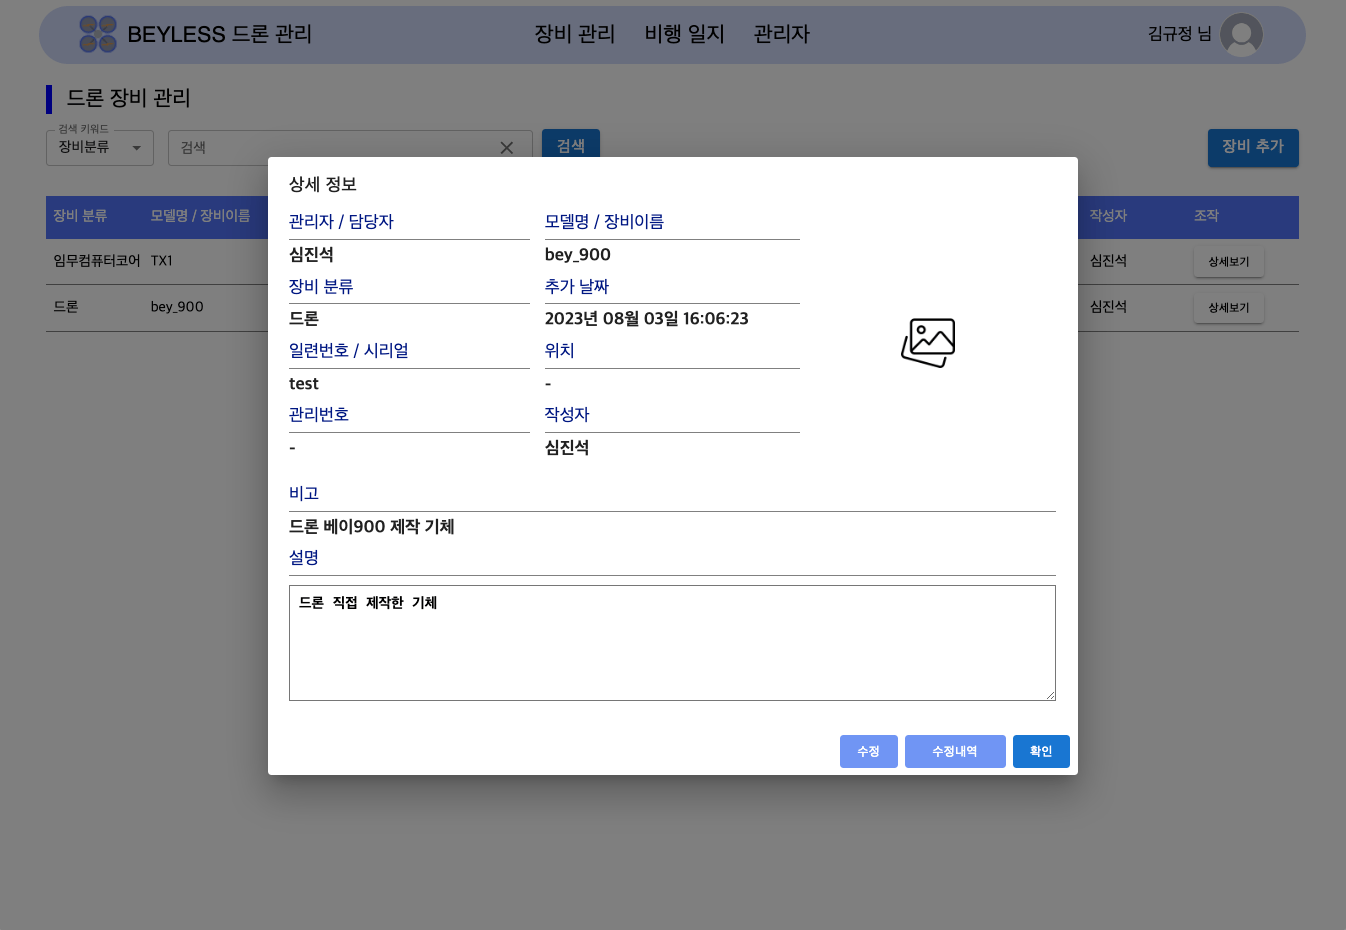 BEYLESS 드론 관리
장비 관리 비행 일지 관리자
김규정 님
드론 장비 관리
검색 키워드
장비분류
검색
검색
장비 추가
장비 분류 모델명 / 장비이름 작성자 조작
임무컴퓨터코어 TX1 심진석 상세보기
드론 bey_900 심진석 상세보기
상세 정보
관리자 / 담당자 모델명 / 장비이름
심진석 bey_900
장비 분류 추가 날짜
드론 2023년 08월 03일 16:06:23
일련번호 / 시리얼 위치
test -
관리번호 작성자
- 심진석
비고
드론 베이900 제작 기체
설명
드론 직접 제작한 기체
수정 수정내역 확인